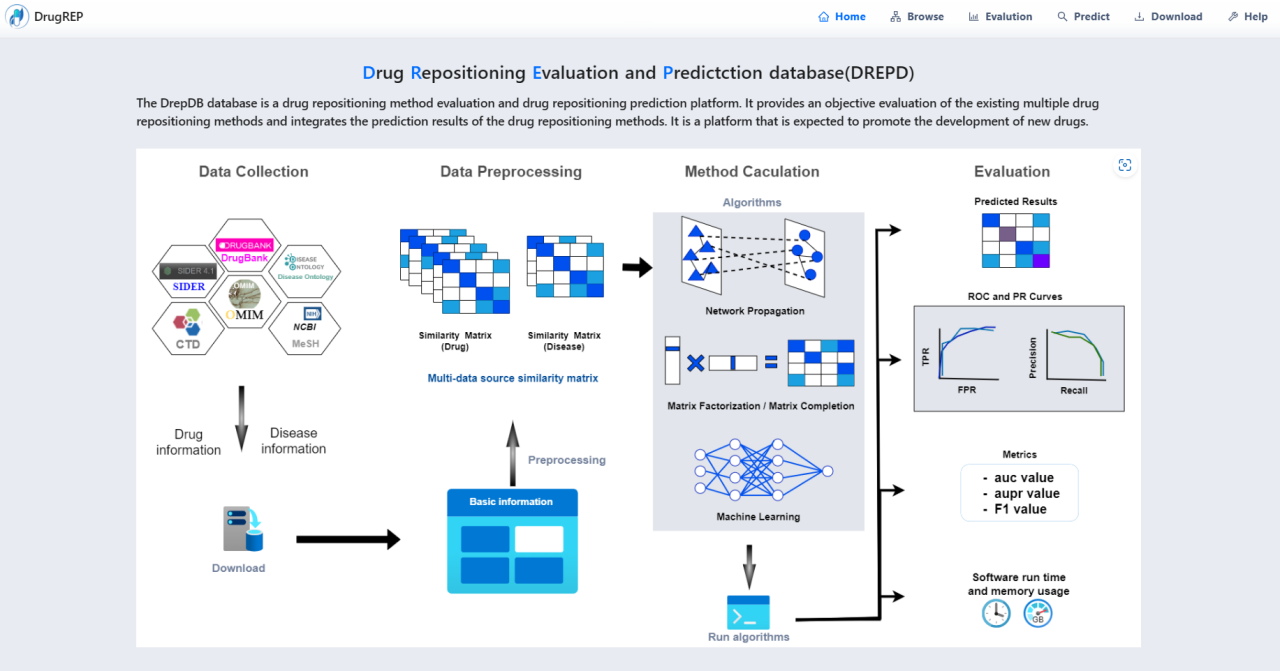 DrugREP
Home
Browse
Evalution
Predict
Download
Help
Drug Repositioning Evaluation and Predictction database(DREPD)
The DrepDB database is a drug repositioning method evaluation and drug repositioning prediction platform. It provides an objective evaluation of the existing multiple drug
repositioning methods and integrates the prediction results of the drug repositioning methods. It is a platform that is expected to promote the development of new drugs.
Data Collection
Data Preprocessing
Method Caculation
Evaluation
DRUGBANK
DrugBank
SIDER 4.1
SIDER
DISEASE
ONTOLOGY
Disease Ontology
OMIM
OMIM
CTD
NIH
NCBI
MeSH
Drug
information
Disease
information
Download
Similarity Matrix
(Drug)
Similarity Matrix
(Disease)
Multi-data source similarity matrix
Preprocessing
Basic information
Algorithms
Network Propagation
Matrix Factorization / Matrix Completion
Machine Learning
Run algorithms
Predicted Results
ROC and PR Curves
TPR
FPR
Precision
Recall
Metrics
- auc value
- aupr value
- F1 value
Software run time
and memory usage
GB